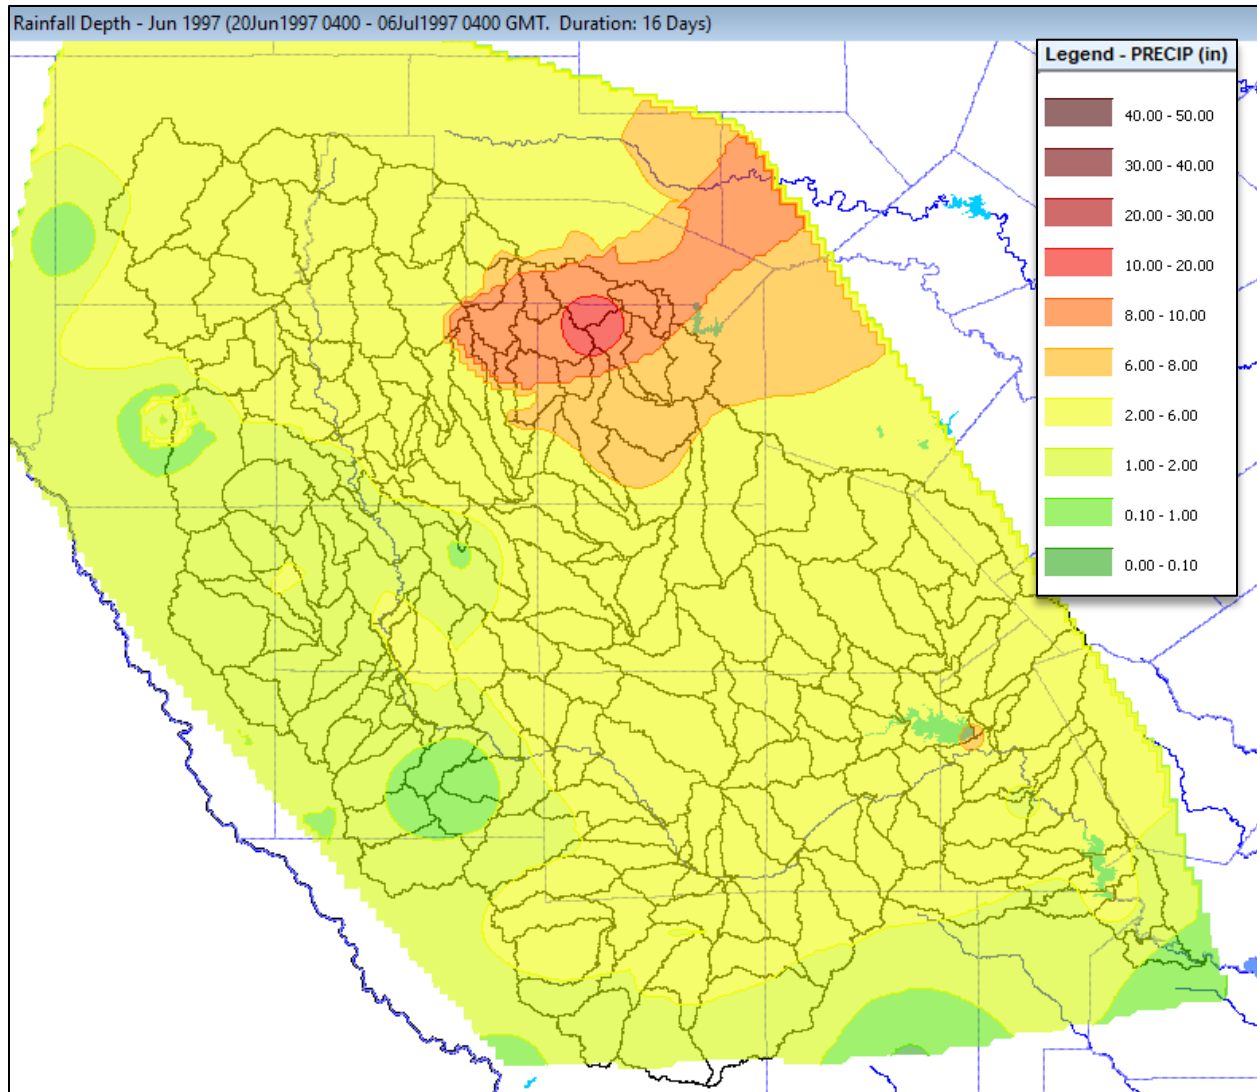 Rainfall Depth - Jun 1997 (20Jun1997 0400 - 06Jul1997 0400 GMT. Duration: 16 Days)
Legend - PRECIP (in)
40.00 - 50.00
30.00 - 40.00
20.00 - 30.00
10.00 - 20.00
8.00 - 10.00
6.00 - 8.00
2.00 - 6.00
1.00 - 2.00
0.10 - 1.00
0.00 - 0.10